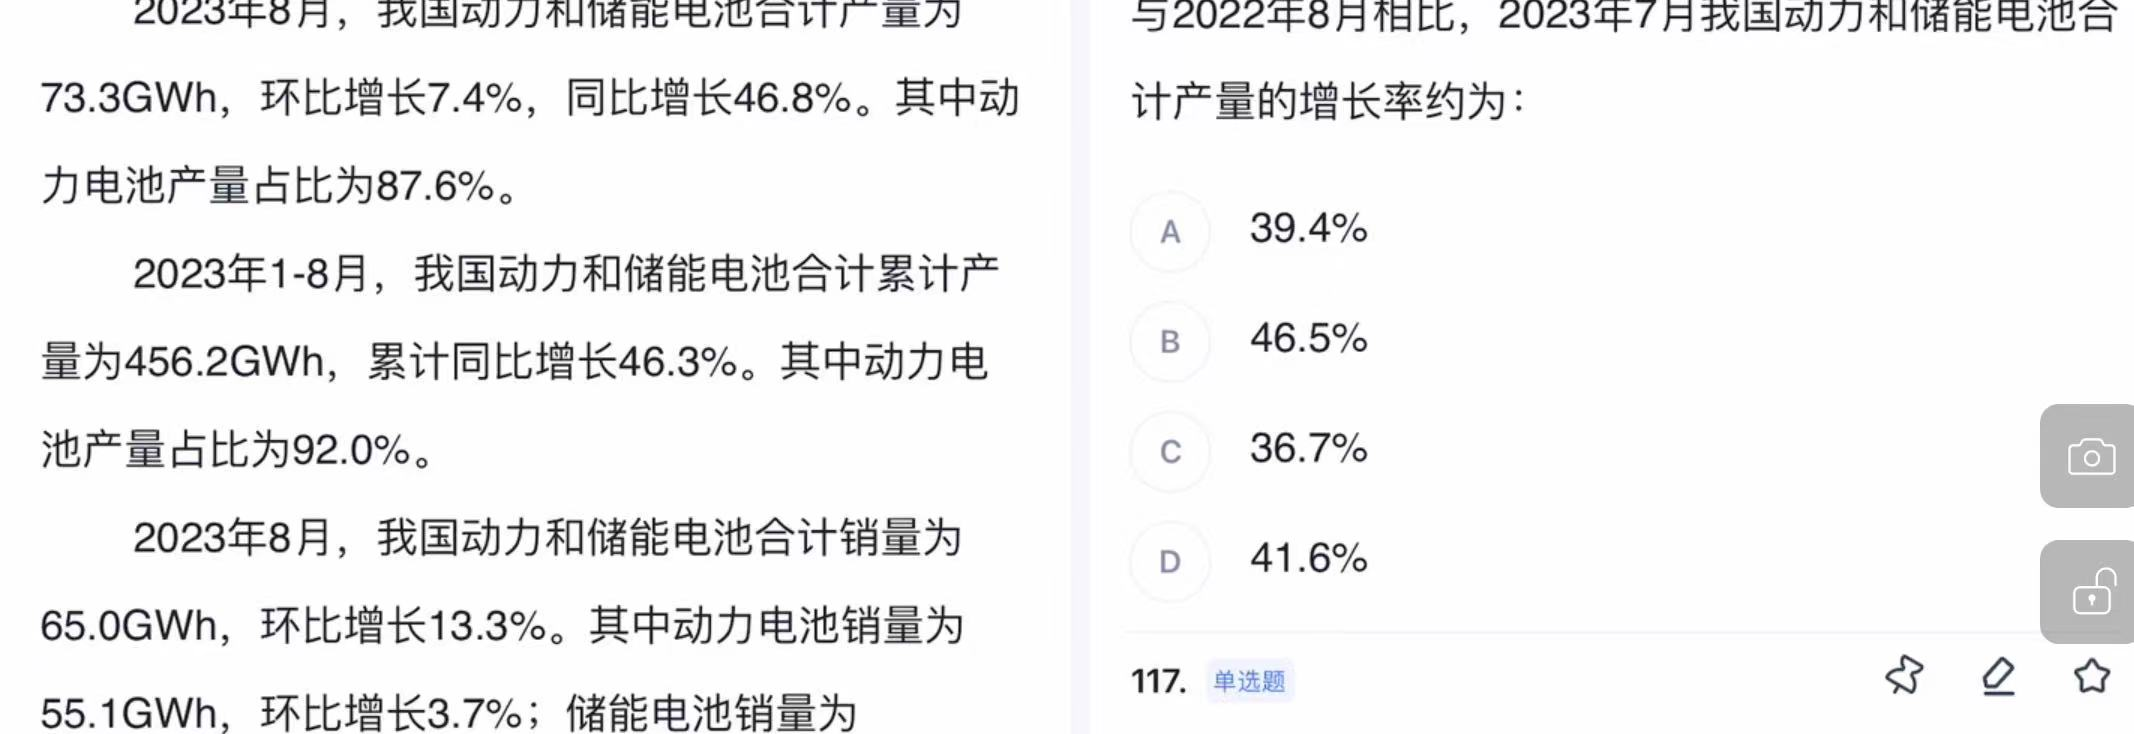 2023年8月，我国动力和储能电池合计产量为
73.3GWh，环比增长7.4%，同比增长46.8%。其中动
力电池产量占比为87.6%。
2023年1-8月，我国动力和储能电池合计累计产
量为456.2GWh，累计同比增长46.3%。其中动力电
池产量占比为92.0%。
2023年8月，我国动力和储能电池合计销量为
65.0GWh，环比增长13.3%。其中动力电池销量为
55.1GWh，环比增长3.7%；储能电池销量为
与2022年8月相比，2023年7月我国动力和储能电池合
计产量的增长率约为：
A 39.4%
B 46.5%
C 36.7%
D 41.6%
117. 单选题